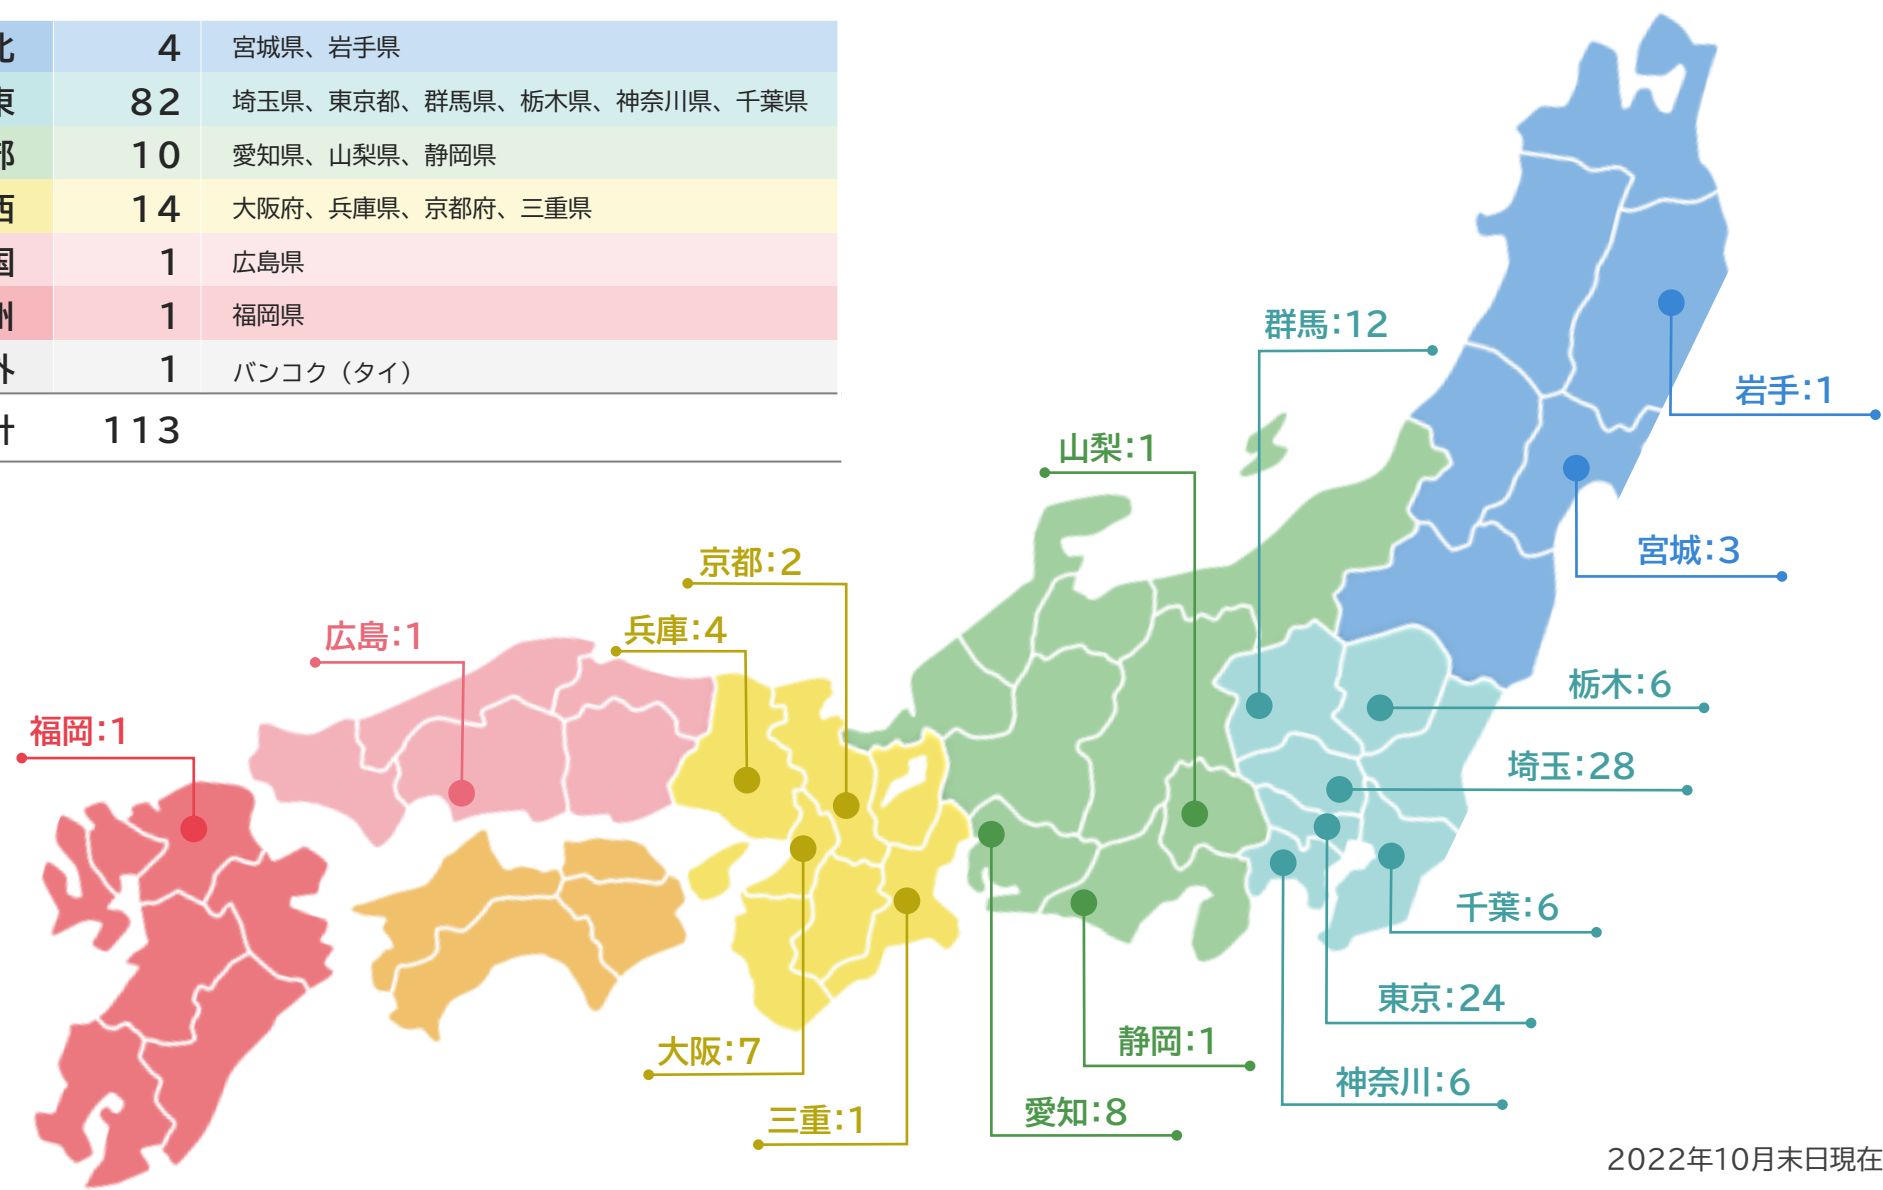 北 4 宮城県、岩手県
東 82 埼玉県、東京都、群馬県、栃木県、神奈川県、千葉県
部 10 愛知県、山梨県、静岡県
西 14 大阪府、兵庫県、京都府、三重県
国 1 広島県
州 1 福岡県
外 1 バンコク（タイ）
計 113
群馬：12
岩手：1
山梨：1
京都：2
宮城：3
兵庫：4
広島：1
栃木：6
福岡：1
埼玉：28
千葉：6
東京：24
静岡：1
大阪：7
神奈川：6
愛知：8
三重：1
2022年10月末日現在